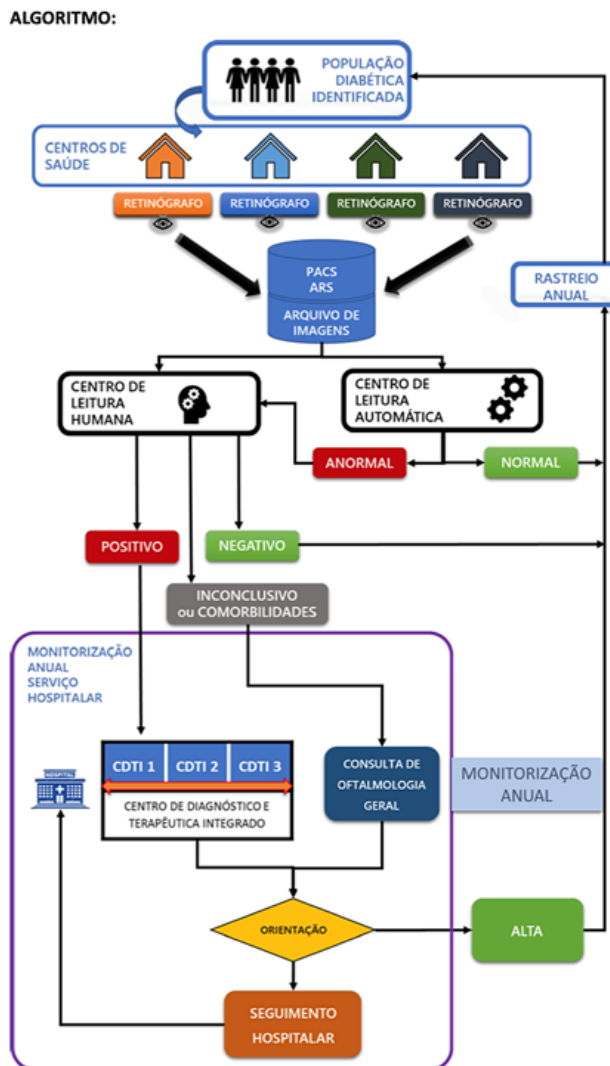 ALGORITMO:
POPULAÇÃO
DIABÉTICA
IDENTIFICADA
CENTROS DE
SAÚDE
RETINÓGRAFO
RETINÓGRAFO
RETINÓGRAFO
RETINÓGRAFO
PACS
ARS
ARQUIVO DE
IMAGENS
RASTREIO
ANUAL
CENTRO DE
LEITURA
HUMANA
CENTRO DE
LEITURA
AUTOMÁTICA
ANORMAL
NORMAL
POSITIVO
NEGATIVO
INCONCLUSIVO
ou COMORBILIDADES
MONITORIZAÇÃO
ANUAL
SERVIÇO
HOSPITALAR
HOSPITAL
CDTI 1
CDTI 2
CDTI 3
CENTRO DE DIAGNÓSTICO E
TERAPÊUTICA INTEGRADO
CONSULTA DE
OFTALMOLOGIA
GERAL
MONITORIZAÇÃO
ANUAL
ORIENTAÇÃO
ALTA
SEGUIMENTO
HOSPITALAR